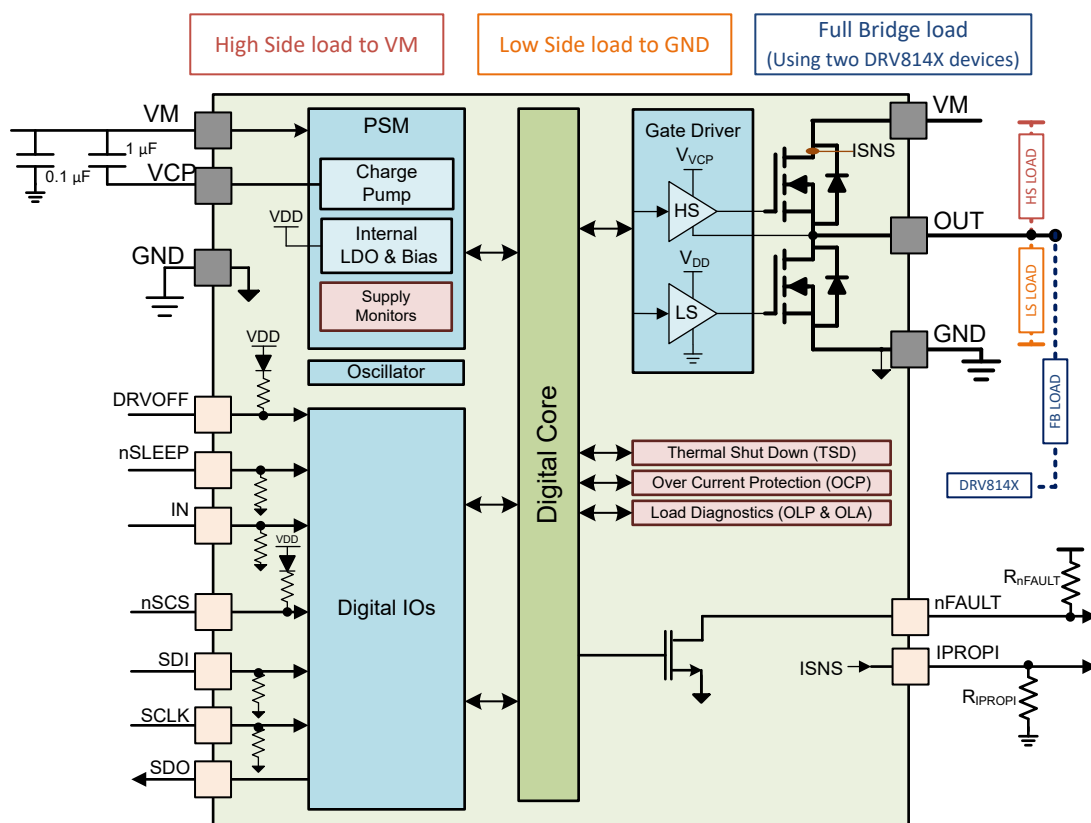 High Side load to VM
Low Side load to GND
Full Bridge load
(Using two DRV814X devices)
VM
0.1 µF
1 µF
VCP
GND
PSM
Charge
Pump
VDD
Internal
LDO & Bias
Supply
Monitors
Oscillator
VDD
DRVOFF
nSLEEP
IN
VDD
nSCS
SDI
SCLK
SDO
Digital IOs
Digital Core
Gate Driver
VVCP
HS
VDD
LS
ISNS
VM
OUT
GND
HS LOAD
LS LOAD
FB LOAD
DRV814X
Thermal Shut Down (TSD)
Over Current Protection (OCP)
Load Diagnostics (OLP & OLA)
RnFAULT
nFAULT
ISNS
IPROPI
RIPROPI